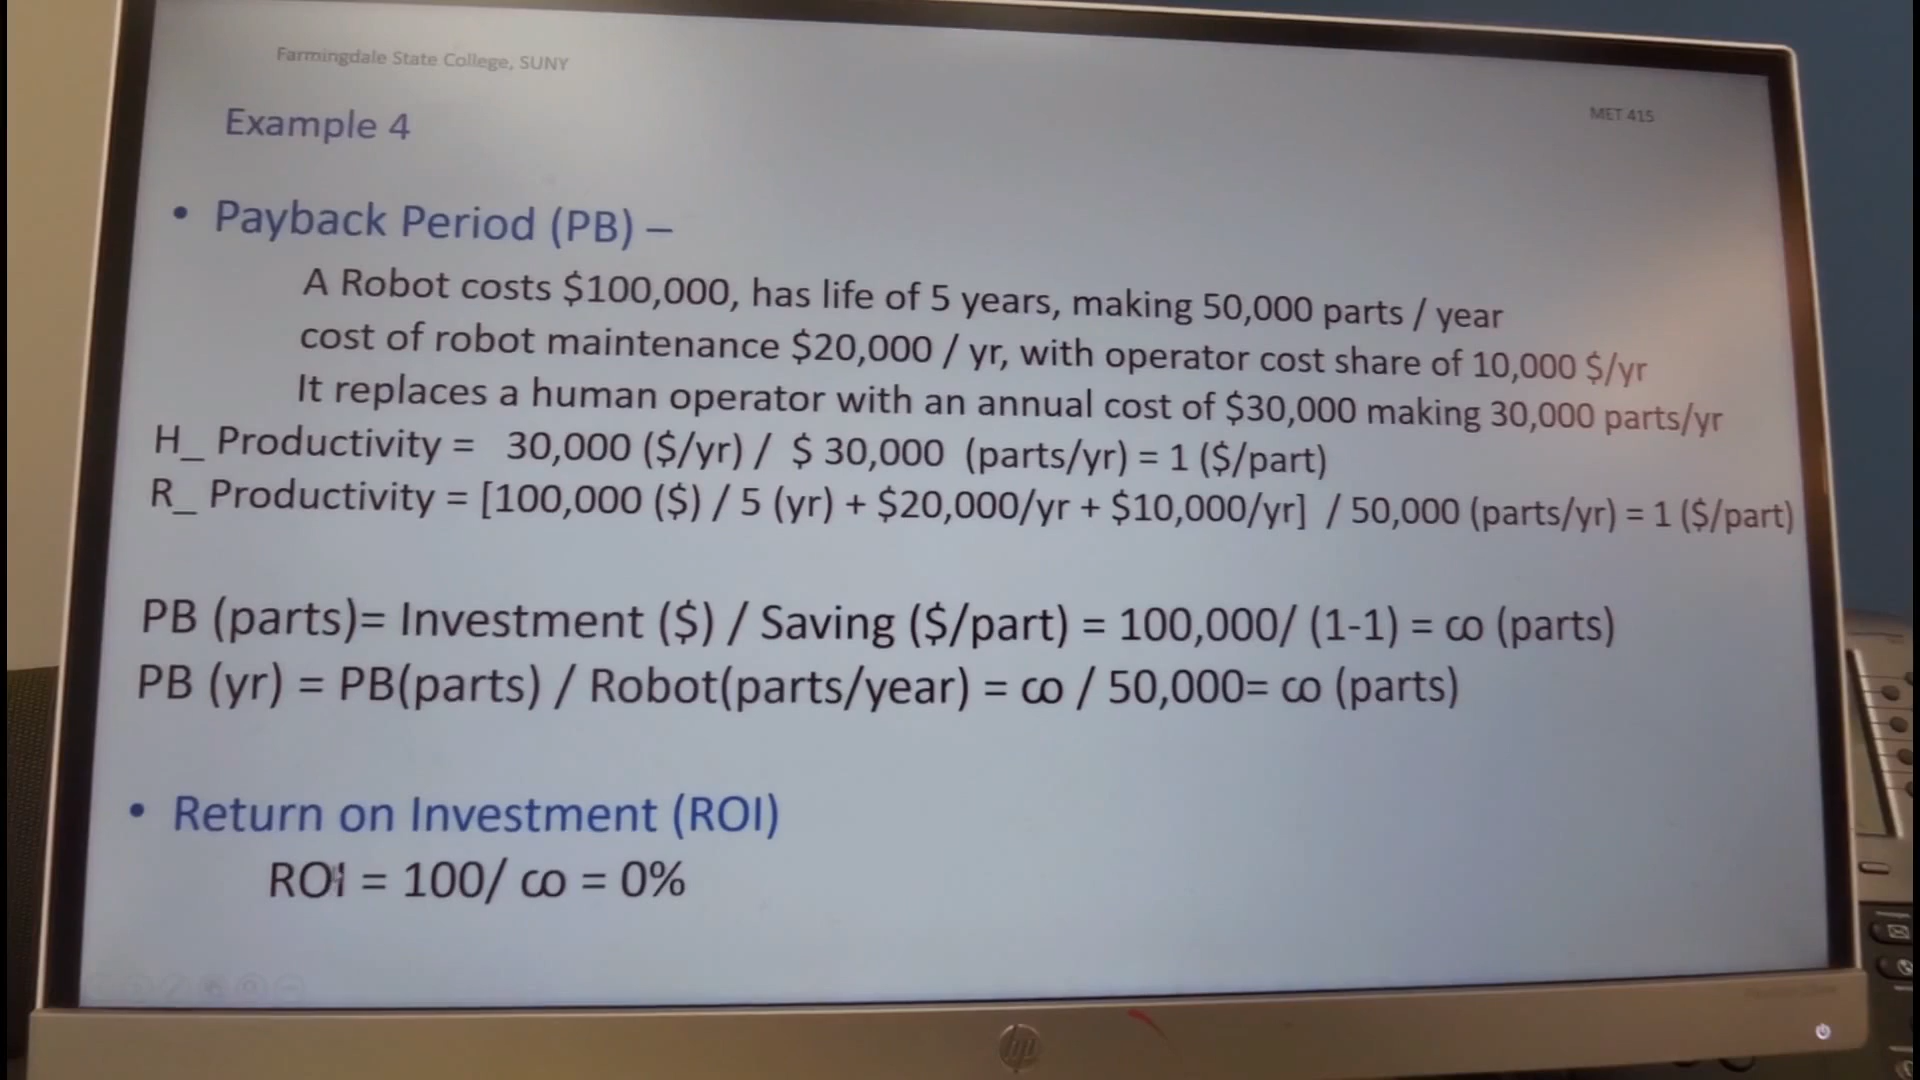 Farmingdale State College, SUNY
MET 415
Example 4
• Payback Period (PB) –
A Robot costs $100,000, has life of 5 years, making 50,000 parts / year
cost of robot maintenance $20,000 / yr, with operator cost share of 10,000 $/yr
It replaces a human operator with an annual cost of $30,000 making 30,000 parts/yr
H_ Productivity = 30,000 ($/yr) / $ 30,000 (parts/yr) = 1 ($/part)
R_ Productivity = [100,000 ($) / 5 (yr) + $20,000/yr + $10,000/yr] / 50,000 (parts/yr) = 1 ($/part)
PB (parts)= Investment ($) / Saving ($/part) = 100,000/ (1-1) = co (parts)
PB (yr) = PB(parts) / Robot(parts/year) = co / 50,000= co (parts)
• Return on Investment (ROI)
ROI = 100/ co = 0%
hp